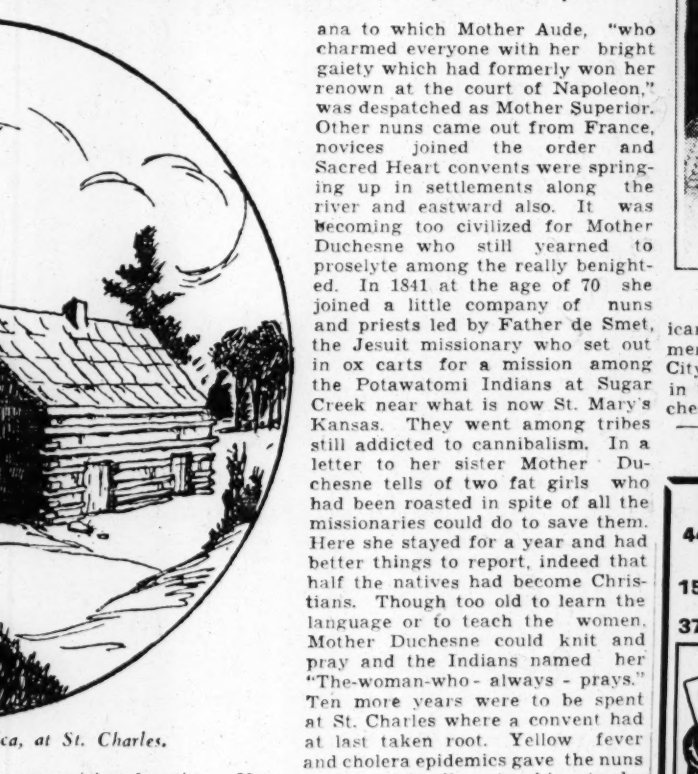 ana to which Mother Aude, "who
charmed everyone with her bright
gaiety which had formerly won her
renown at the court of Napoleon,"
was despatched as Mother Superior.
Other nuns came out from France,
novices joined the order and
Sacred Heart convents were spring-
ing up in settlements along the
river and eastward also. It was
becoming too civilized for Mother
Duchesne who still yearned to
proselyte among the really benight-
ed. In 1841 at the age of 70 she
joined a little company of nuns
and priests led by Father de Smet,
the Jesuit missionary who set out
in ox carts for a mission among
the Potawatomi Indians at Sugar
Creek near what is now St. Mary's
Kansas. They went among tribes
still addicted to cannibalism. In a
letter to her sister Mother Du-
chesne tells of two fat girls who
had been roasted in spite of all the
missionaries could do to save them.
Here she stayed for a year and had
better things to report, indeed that
half the natives had become Chris-
tians. Though too old to learn the
language or to teach the women,
Mother Duchesne could knit and
pray and the Indians named her
"The-woman-who - always - prays."
Ten more years were to be spent
at St. Charles where a convent had
at last taken root. Yellow fever
and cholera epidemics gave the nuns
ca, at St. Charles.
ica
me
City
in
che
44
15
37